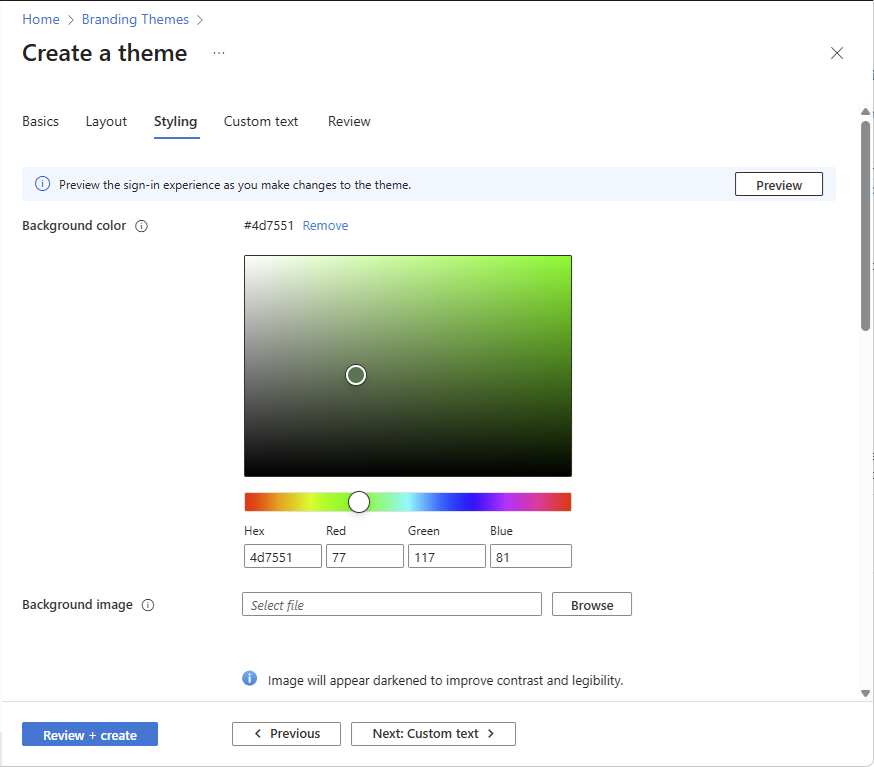 Home > Branding Themes >
Create a theme ...
Basics Layout Styling Custom text Review
Preview the sign-in experience as you make changes to the theme. Preview
Background color #4d7551 Remove
Hex Red Green Blue
4d7551 77 117 81
Background image Select file Browse
Image will appear darkened to improve contrast and legibility.
Review + create < Previous Next: Custom text >